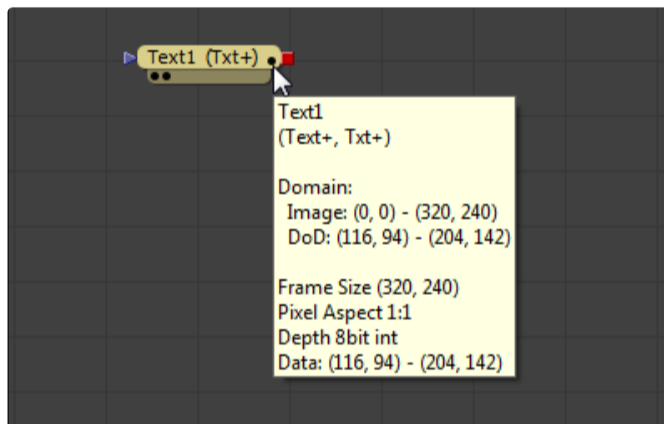 Text1 (Txt+)
Text1
(Text+, Txt+)
Domain:
Image: (0, 0) - (320, 240)
DoD: (116, 94) - (204, 142)
Frame Size (320, 240)
Pixel Aspect 1:1
Depth 8bit int
Data: (116, 94) - (204, 142)